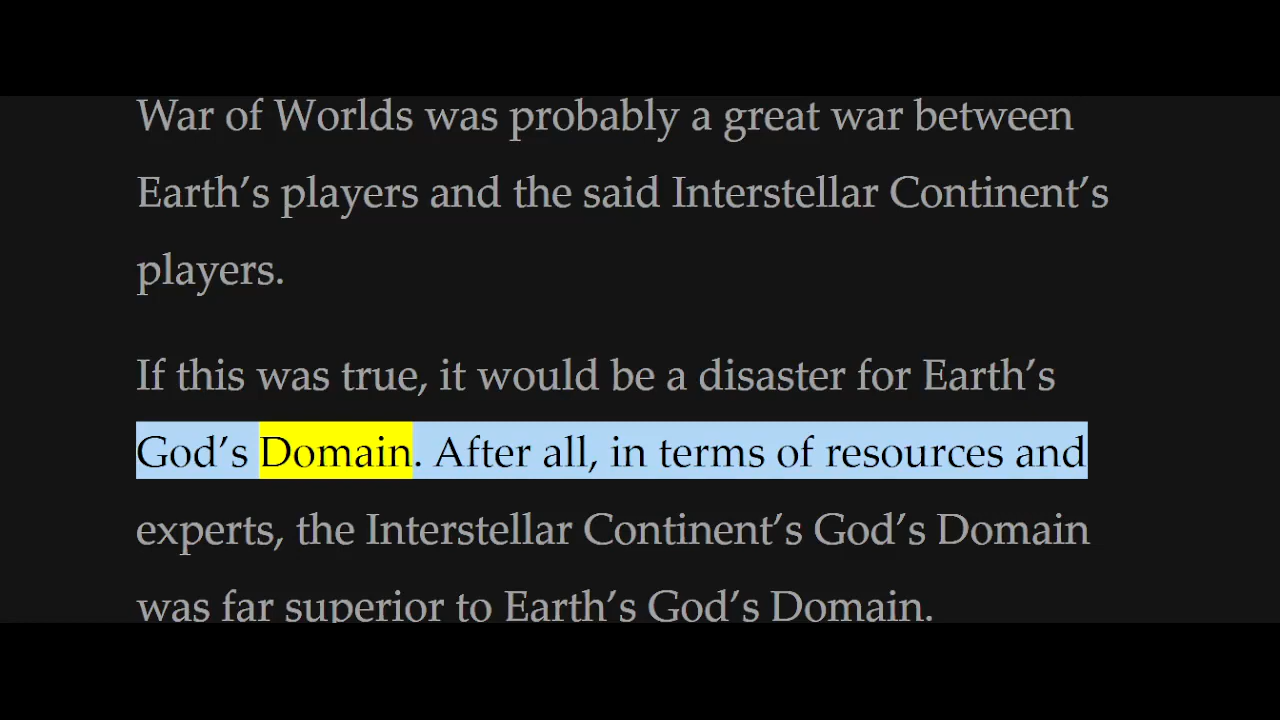 War of Worlds was probably a great war between
Earth’s players and the said Interstellar Continent’s
players.
If this was true, it would be a disaster for Earth’s
God’s Domain. After all, in terms of resources and
experts, the Interstellar Continent’s God’s Domain
was far superior to Earth’s God’s Domain.